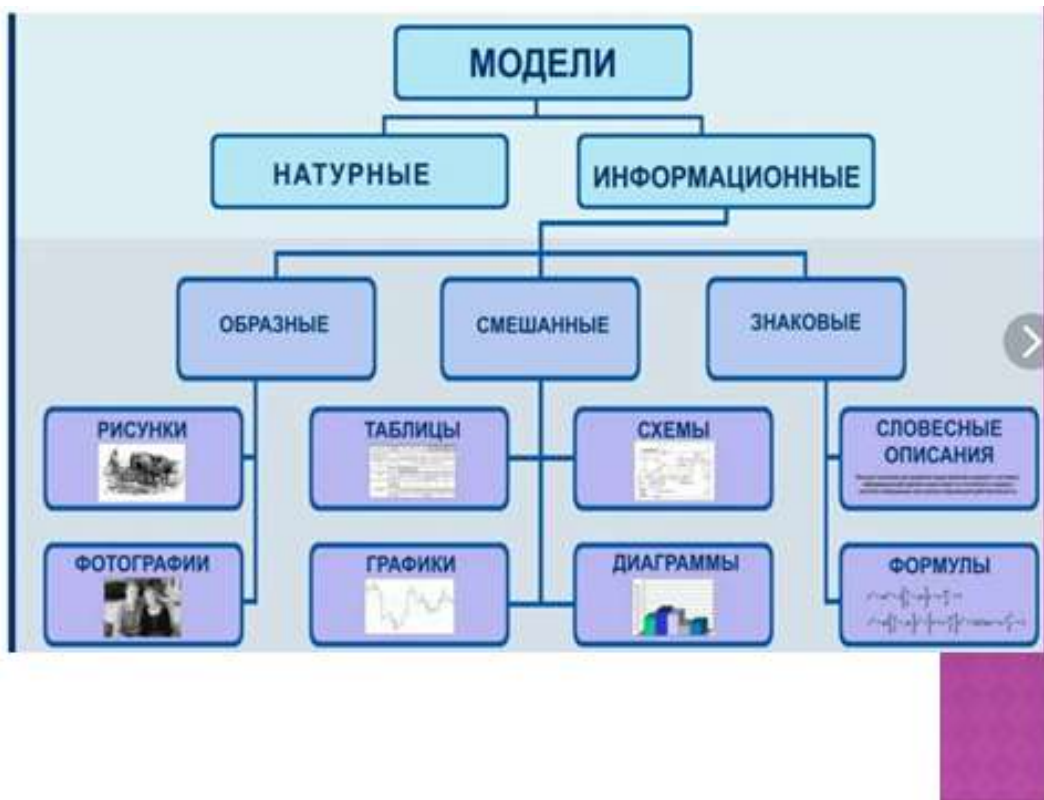 МОДЕЛИ
НАТУРНЫЕ
ИНФОРМАЦИОННЫЕ
ОБРАЗНЫЕ
СМЕШАННЫЕ
ЗНАКОВЫЕ
РИСУНКИ
ТАБЛИЦЫ
СХЕМЫ
СЛОВЕСНЫЕ
ОПИСАНИЯ
ФОТОГРАФИИ
ГРАФИКИ
ДИАГРАММЫ
ФОРМУЛЫ